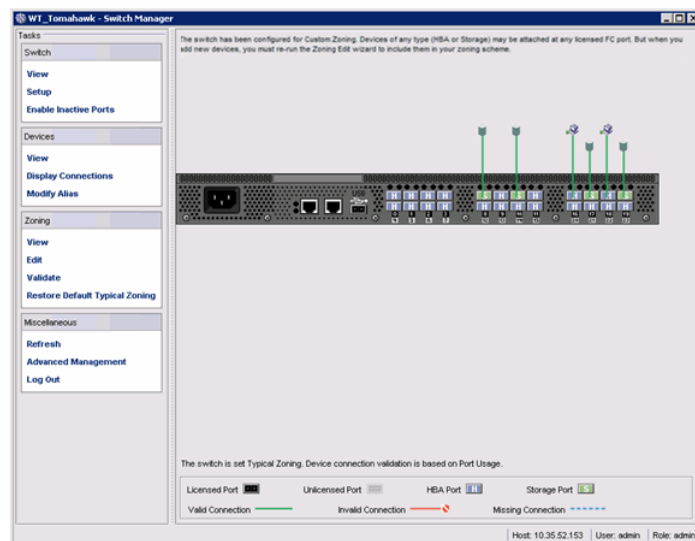 WT_Tomahawk - Switch Manager
Tasks
Switch
View
Setup
Enable Inactive Ports
Devices
View
Display Connections
Modify Alias
Zoning
View
Edit
Validate
Restore Default Typical Zoning
Miscellaneous
Refresh
Advanced Management
Log Out
The switch has been configured for Custom Zoning. Devices of any type (HBA or Storage) may be attached at any licensed FC port. But when you
add new devices, you must re-run the Zoning Edit wizard to include them in your zoning scheme.
USB
The switch is set Typical Zoning. Device connection validation is based on Port Usage.
Licensed Port Unlicensed Port HBA Port H Storage Port S
Valid Connection Invalid Connection Missing Connection
Host: 10.35.52.153 User: admin Role: admin